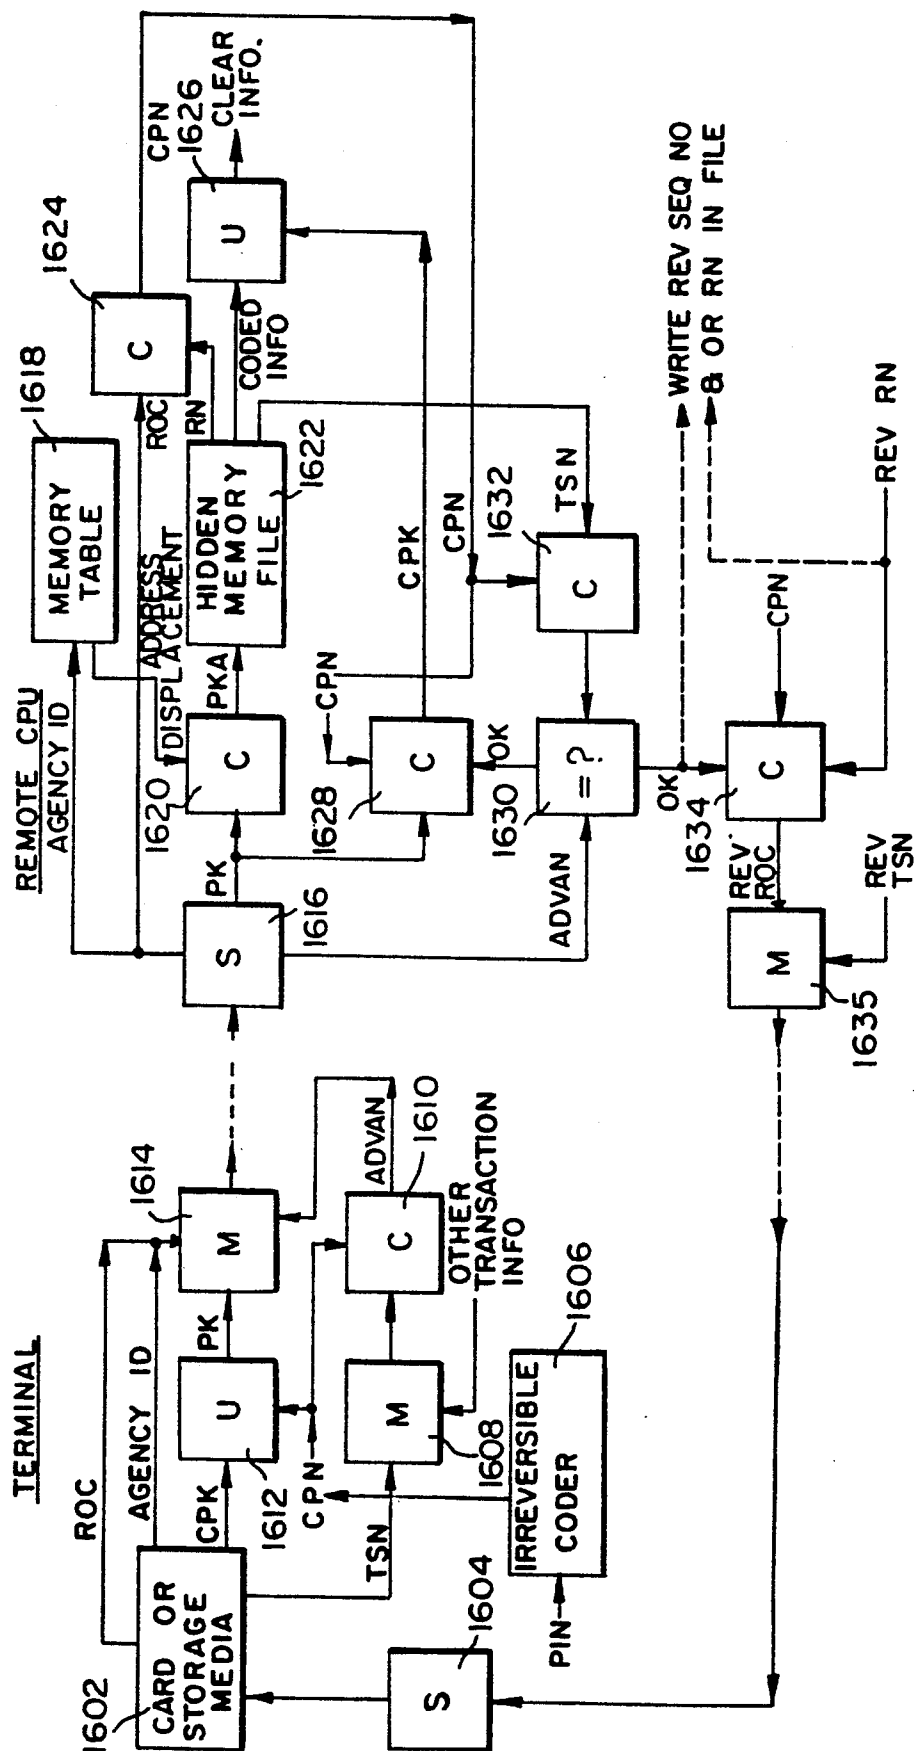 TERMINAL
ROC
AGENCY ID
CARD OR
STORAGE
MEDIA
1602
CPK
U
1612
PK
M
1614
CPN
TSN
M
1608
C
1610
ADVAN
OTHER
TRANSACTION
INFO
PIN
IRREVERSIBLE
CODER
1606
S
1604
REMOTE CPU
AGENCY ID
MEMORY
TABLE
1618
ADDRESS
DISPLACEMENT
ROC
C
1624
CPN
S
1616
PK
C
1620
PKA
HIDDEN
MEMORY
FILE
1622
RN
CODED
INFO
U
1626
CLEAR
INFO.
CPN
C
1628
CPK
CPN
OK
= ?
1630
ADVAN
C
1632
TSN
OK
WRITE REV SEQ NO
& OR RN IN FILE
C
1634
CPN
REV RN
REV
ROC
M
1635
REV
TSN